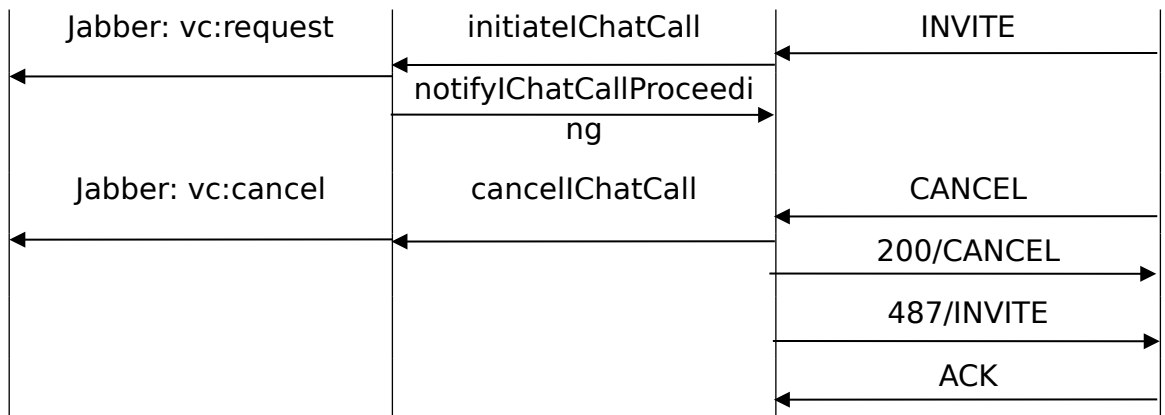 Jabber: vc:request
initiateIChatCall
INVITE
notifyIChatCallProceedi
ng
Jabber: vc:cancel
cancelIChatCall
CANCEL
200/CANCEL
487/INVITE
ACK